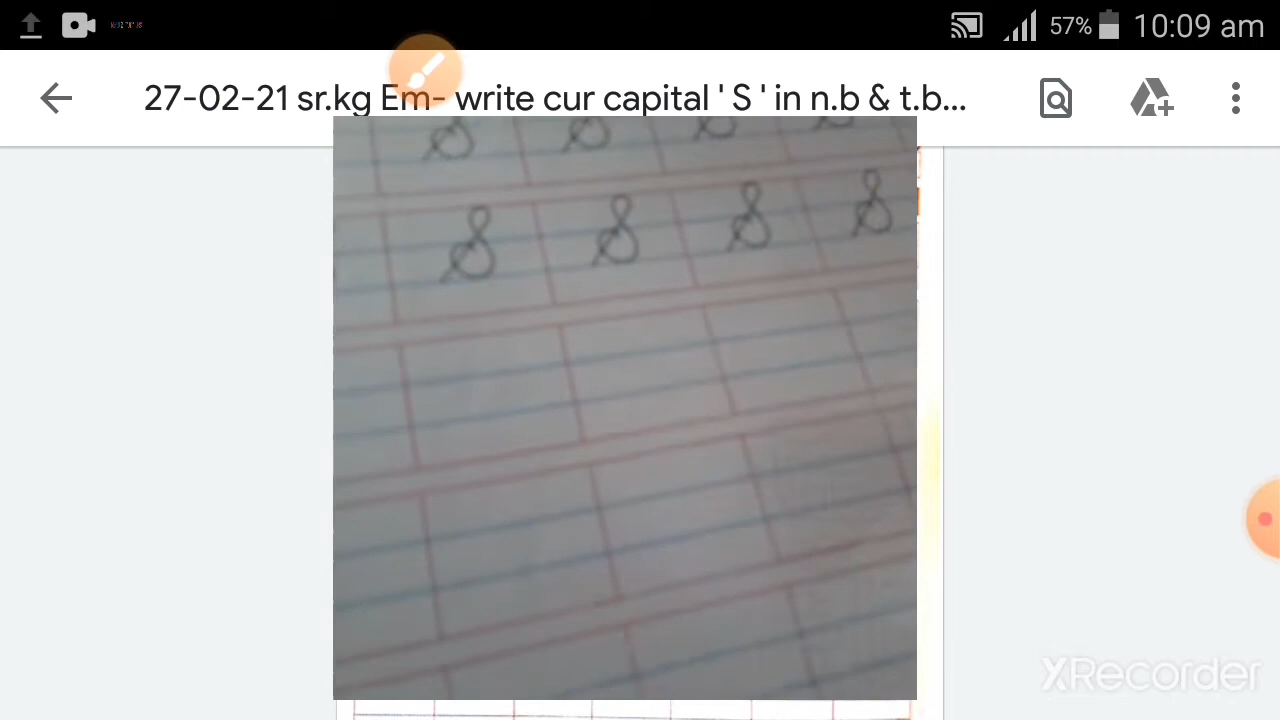 57% 10:09 am
27-02-21 sr.kg Em- write cur capital ' S ' in n.b & t.b...
S S S S
S S S S
XRecorder